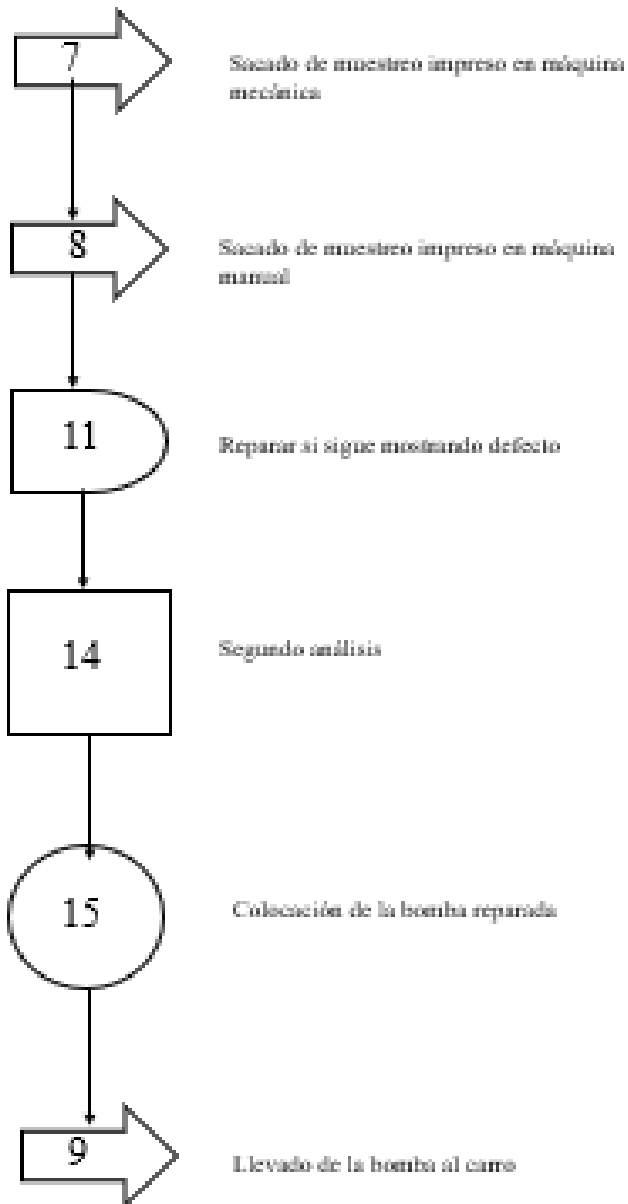 7
Sacado de muestreo impreso en máquina
mecánica
8
Sacado de muestreo impreso en máquina
manual
11
Reparar si sigue mostrando defecto
14
Segundo análisis
15
Colocación de la bomba reparada
9
Llevado de la bomba al carro